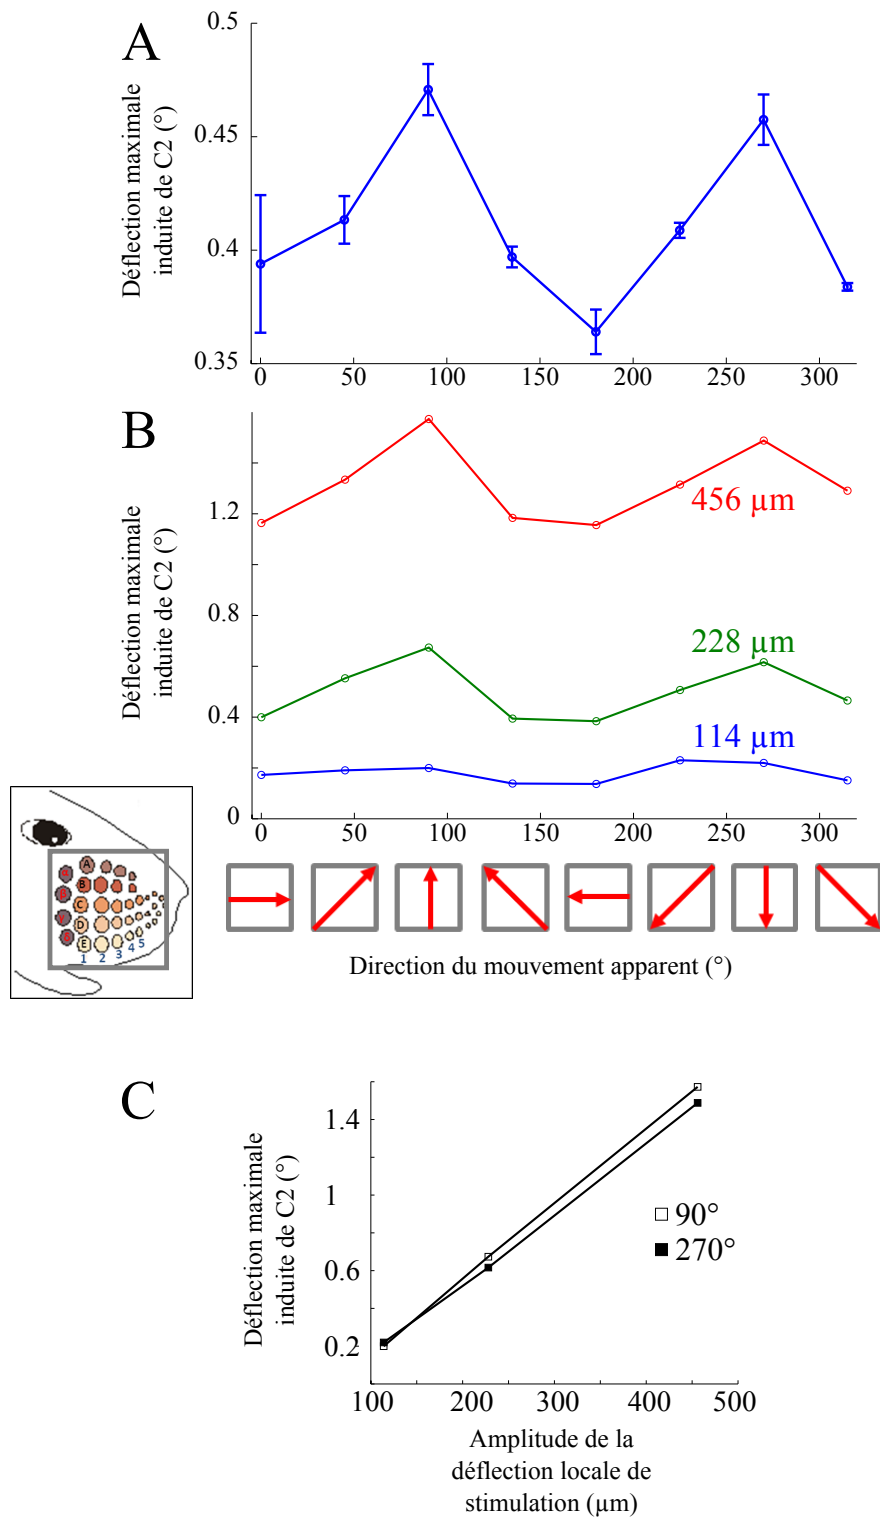 A
Déflection maximale
induite de C2 (°)
0.5
0.45
0.4
0.35
0 50 100 150 200 250 300
B
Déflection maximale
induite de C2 (°)
1.2
0.8
0.4
0
456 µm
228 µm
114 µm
0 50 100 150 200 250 300
α A
β B
γ C
δ D
E
1 2 3 4 5
Direction du mouvement apparent (°)
C
Déflection maximale
induite de C2 (°)
1.4
1
0.6
0.2
90°
270°
100 200 300 400 500
Amplitude de la
déflection locale de
stimulation (µm)